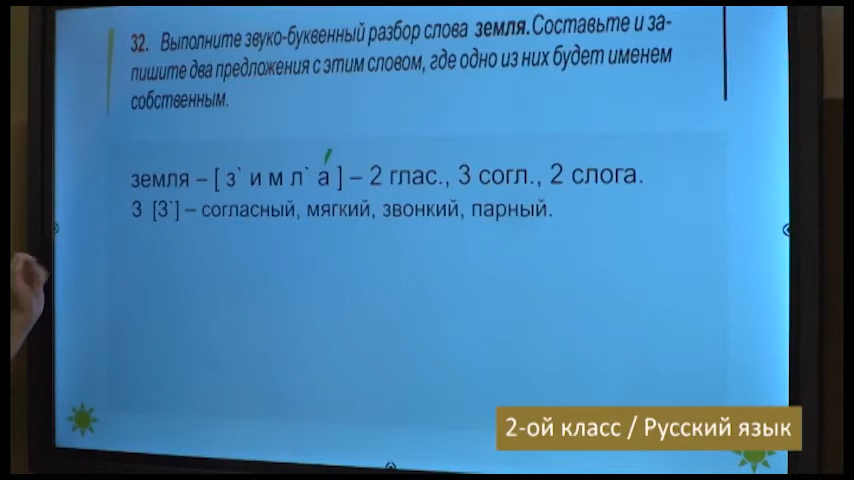 32. Выполните звуко-буквенный разбор слова земля. Составьте и за-
пишите два предложения с этим словом, где одно из них будет именем
собственным.
земля – [ з` и м л` а́ ] – 2 глас., 3 согл., 2 слога.
З [З`] – согласный, мягкий, звонкий, парный.
2-ой класс / Русский язык